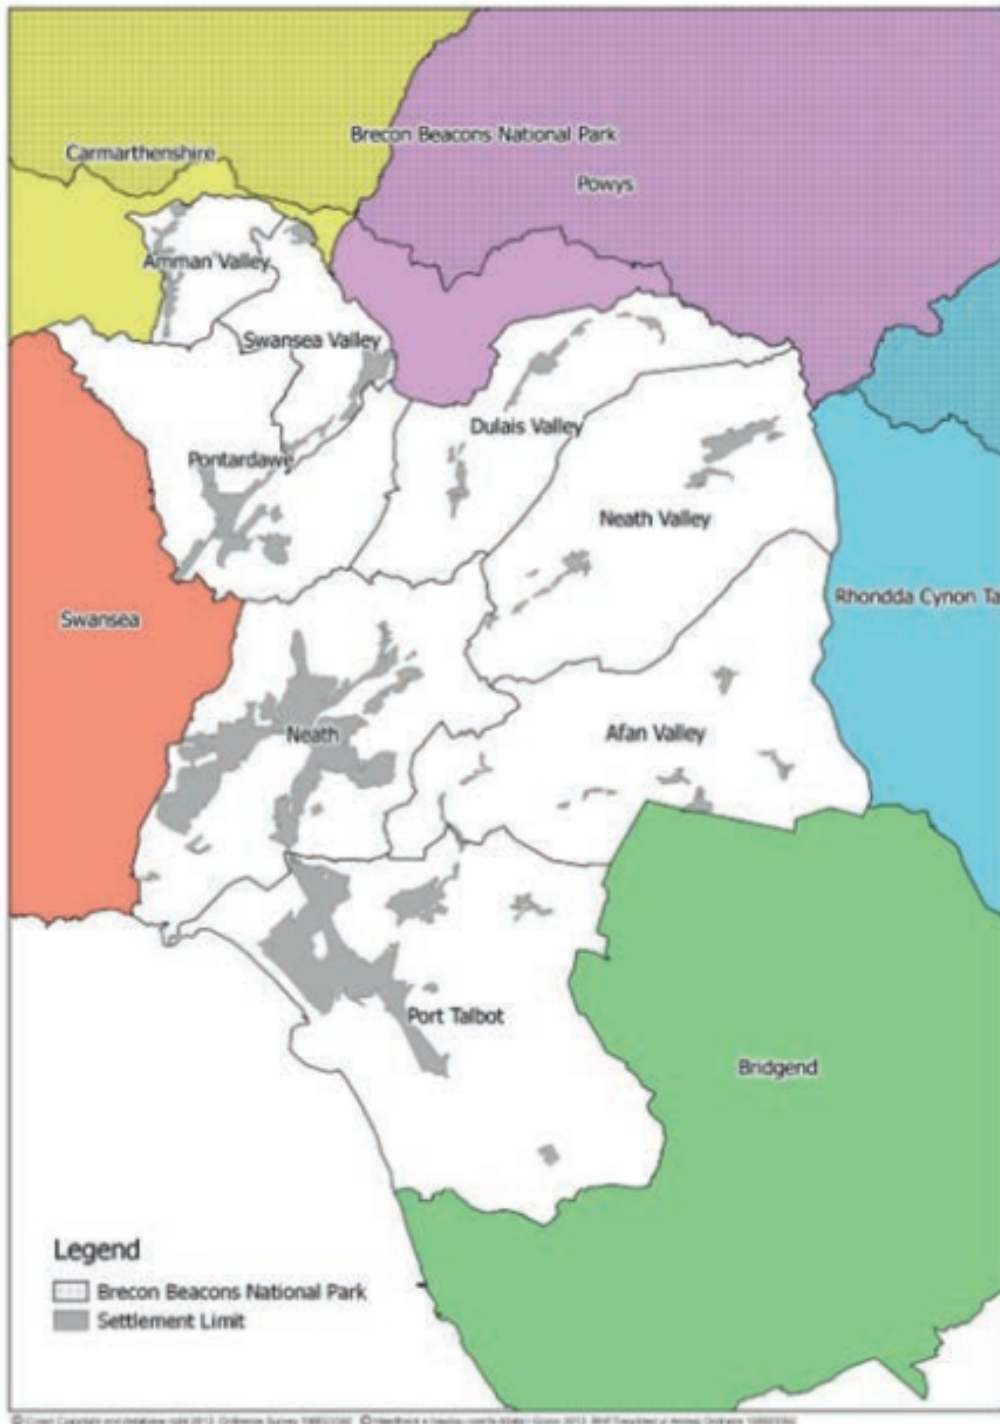 Brecon Beacons National Park
Carmarthenshire
Powys
Amman Valley
Swansea Valley
Dulais Valley
Pontardawe
Neath Valley
Rhondda Cynon Ta
Swansea
Neath
Afan Valley
Port Talbot
Bridgend
Legend
Brecon Beacons National Park
Settlement Limit